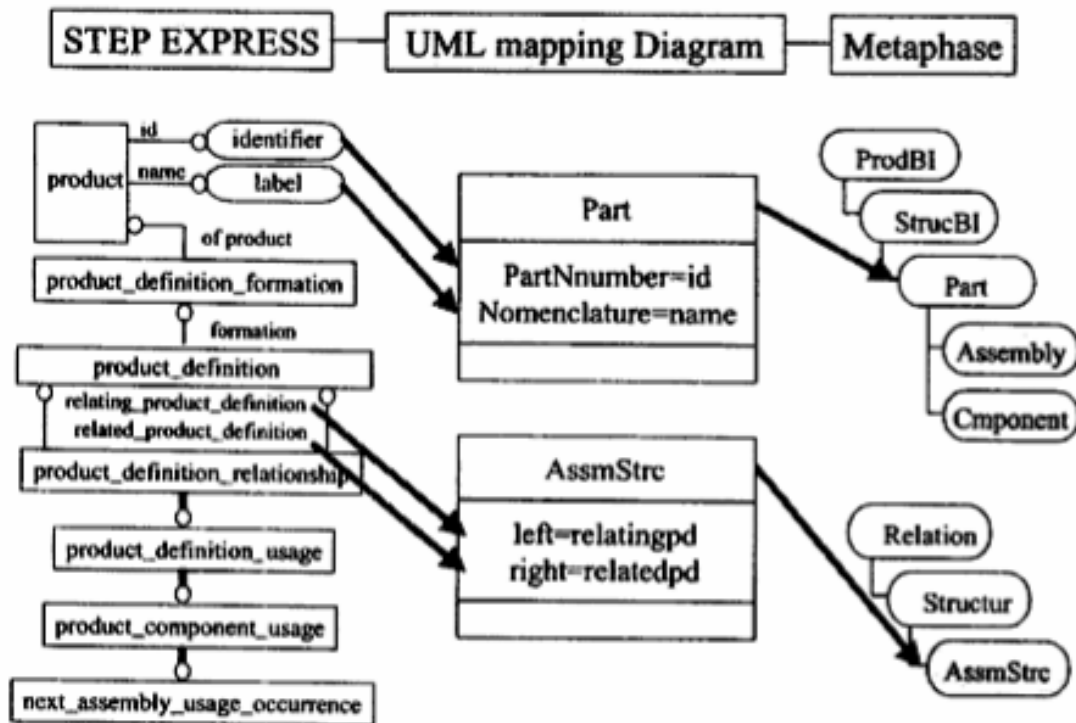 STEP EXPRESS
UML mapping Diagram
Metaphase
product
id
identifier
name
label
of product
product_definition_formation
formation
product_definition
relating_product_definition
related_product_definition
product_definition_relationship
product_definition_usage
product_component_usage
next_assembly_usage_occurrence
Part
PartNnumber=id
Nomenclature=name
AssmStrc
left=relatingpd
right=relatedpd
ProdBI
StrucBI
Part
Assembly
Cmponent
Relation
Structur
AssmStrc